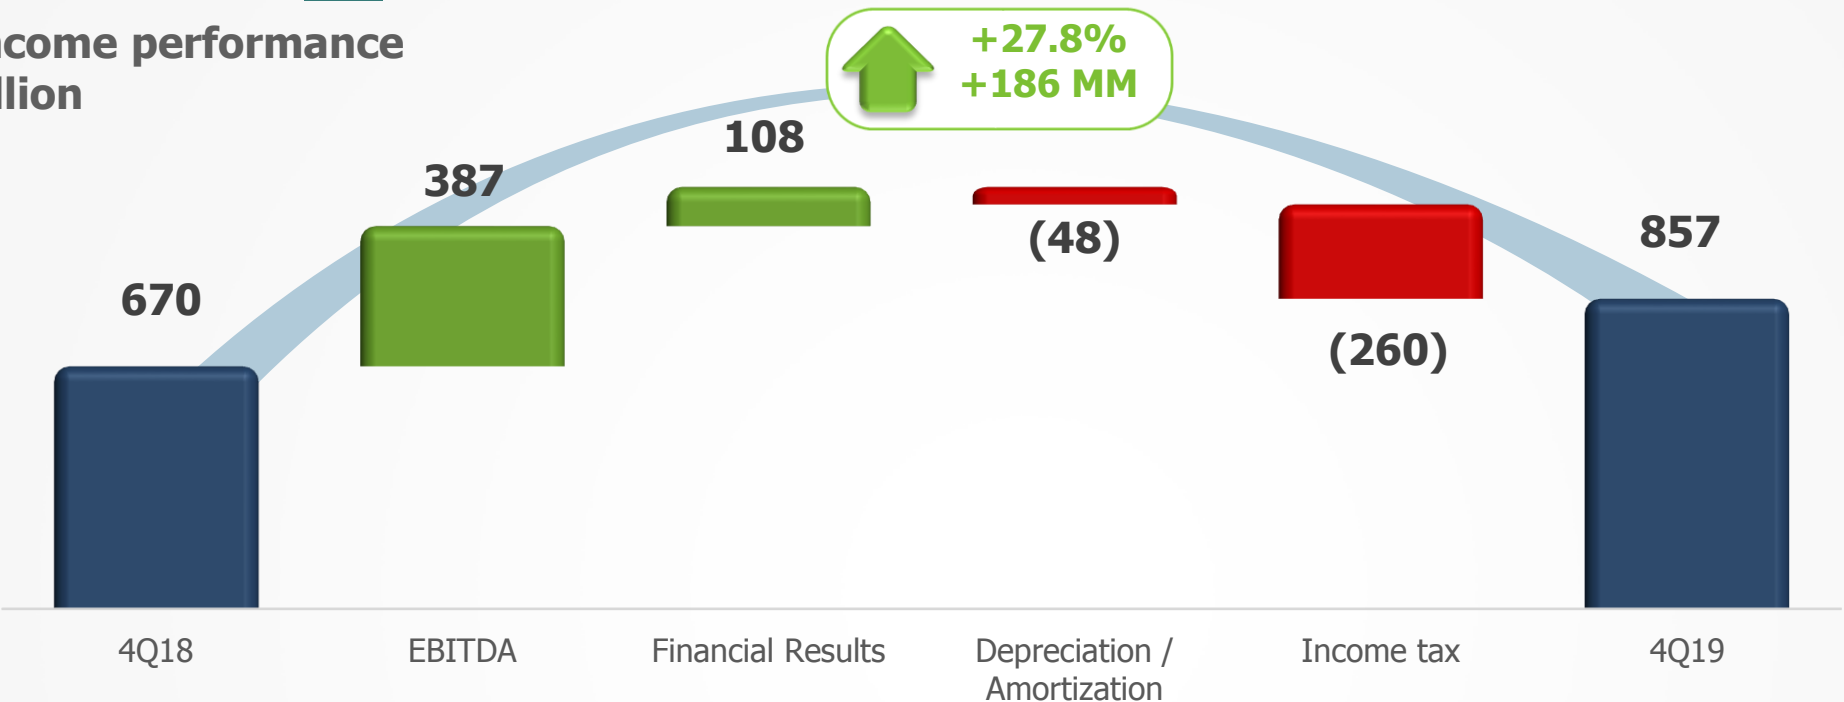 come performance
llion
+27.8%
+186 MM
108
387
(48)
857
670
(260)
4Q18
EBITDA
Financial Results
Depreciation /
Amortization
Income tax
4Q19